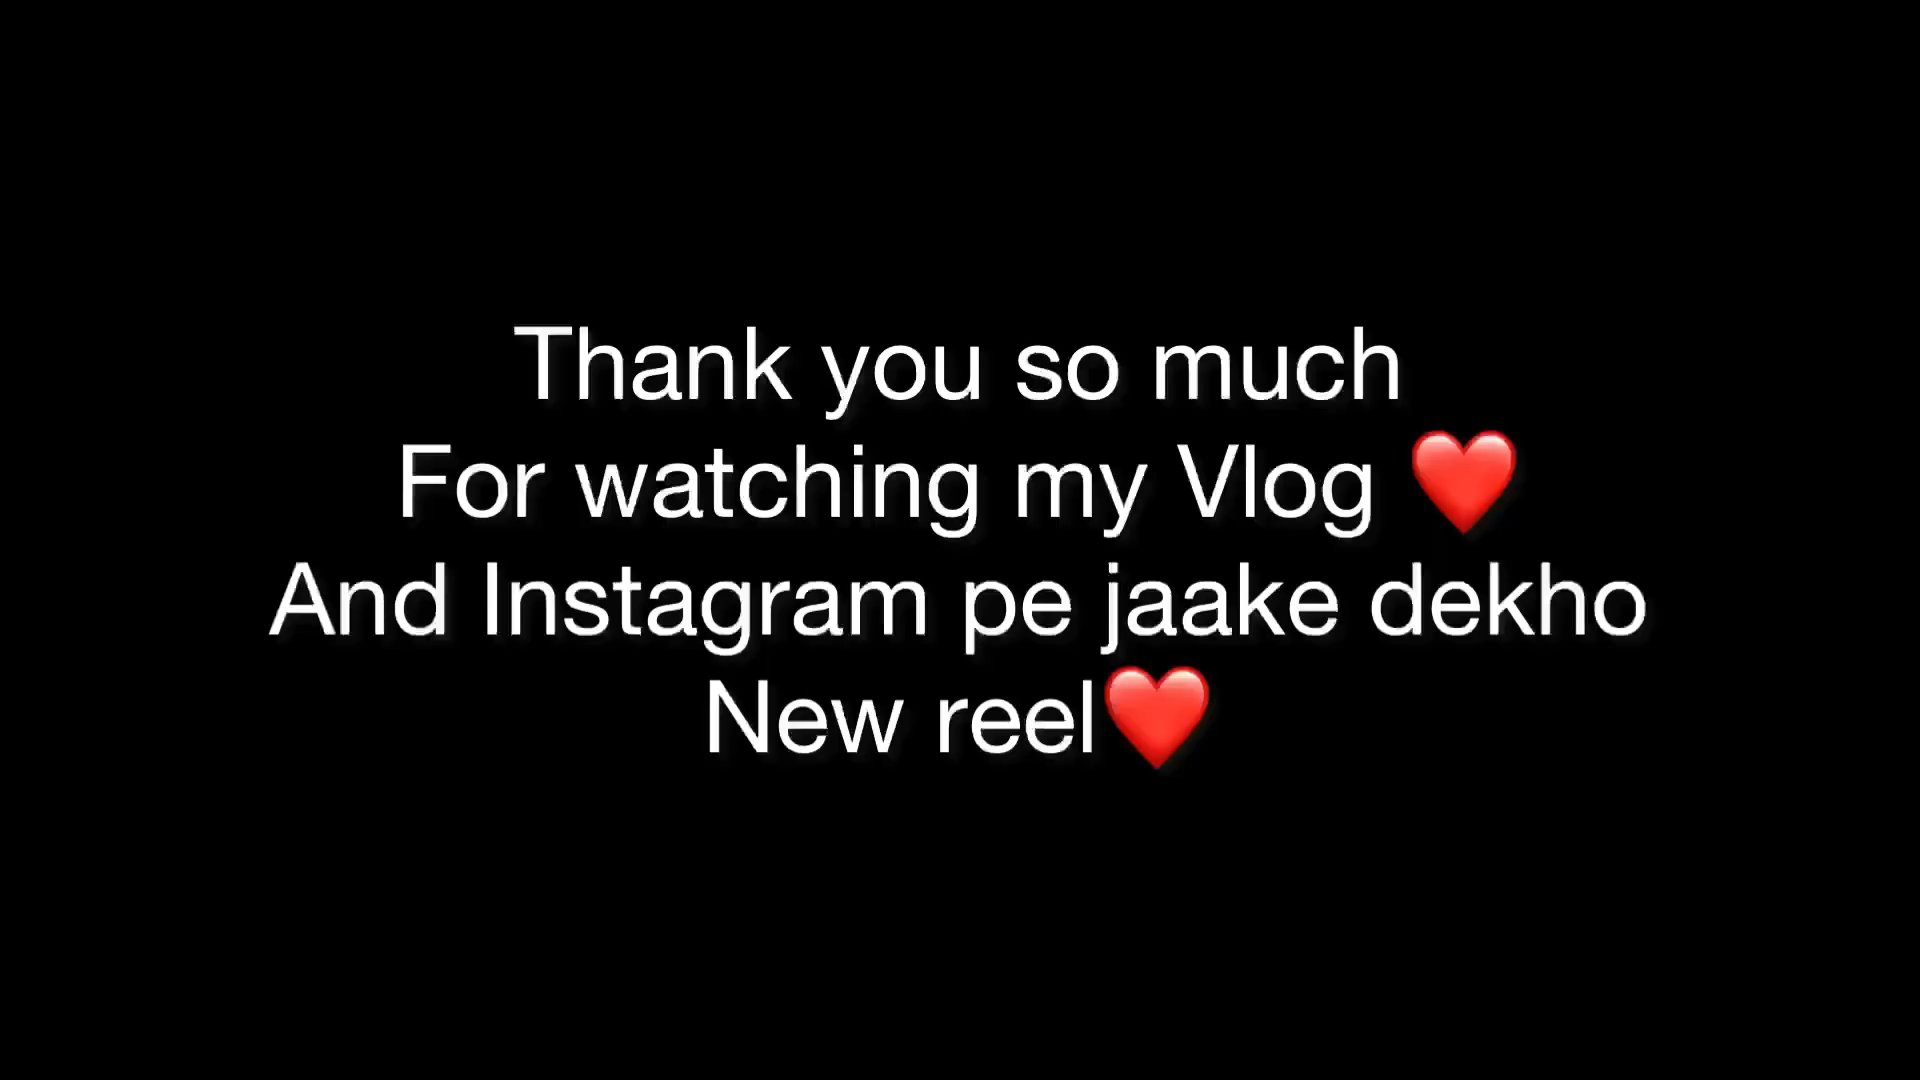 Thank you so much
For watching my Vlog ❤️
And Instagram pe jaake dekho
New reel❤️